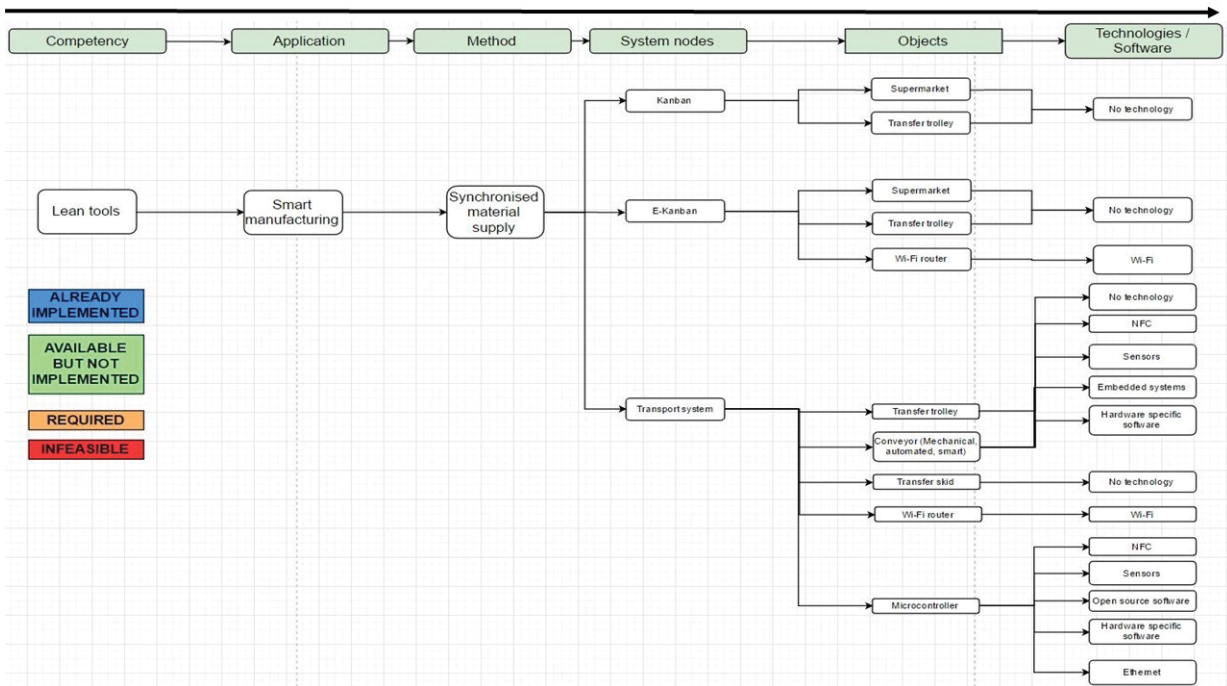 Competency
Application
Method
System nodes
Objects
Technologies /
Software
Lean tools
Smart
manufacturing
Synchronised
material
supply
Kanban
Supermarket
Transfer trolley
No technology
E-Kanban
Supermarket
Transfer trolley
Wi-Fi router
No technology
Wi-Fi
Transport system
Transfer trolley
Conveyor (Mechanical,
automated, smart)
Transfer skid
Wi-Fi router
Microcontroller
No technology
NFC
Sensors
Embedded systems
Hardware specific
software
No technology
Wi-Fi
NFC
Sensors
Open source software
Hardware specific
software
Ethernet
ALREADY
IMPLEMENTED
AVAILABLE
BUT NOT
IMPLEMENTED
REQUIRED
INFEASIBLE